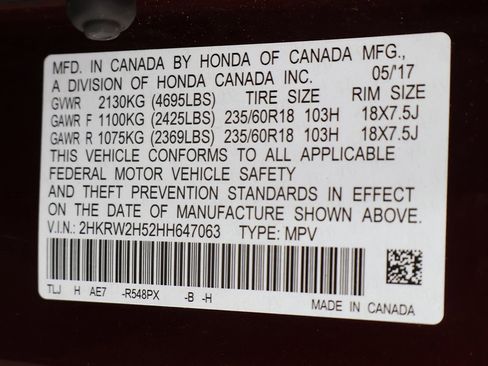 MFD. IN CANADA BY HONDA OF CANADA MFG.,
A DIVISION OF HONDA CANADA INC. 05/'17
GVWR 2130KG (4695LBS) TIRE SIZE RIM SIZE
GAWR F 1100KG (2425LBS) 235/60R18 103H 18X7.5J
GAWR R 1075KG (2369LBS) 235/60R18 103H 18X7.5J
THIS VEHICLE CONFORMS TO ALL APPLICABLE
FEDERAL MOTOR VEHICLE SAFETY
AND THEFT PREVENTION STANDARDS IN EFFECT
ON THE DATE OF MANUFACTURE SHOWN ABOVE.
V.I.N.: 2HKRW2H52HH647063 TYPE: MPV
TLJ H AE7 -R548PX -B -H
MADE IN CANADA